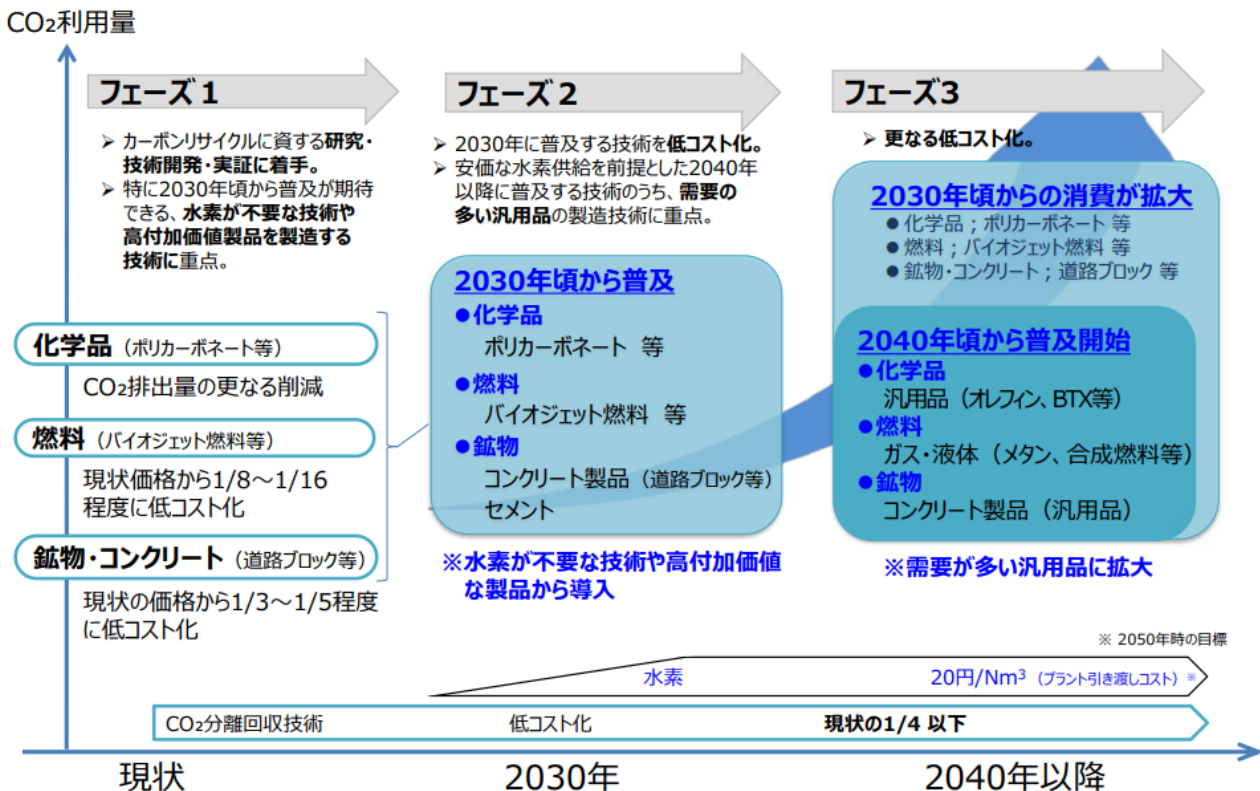 CO₂利用量
フェーズ1
➢ カーボンリサイクルに資する研究・
技術開発・実証に着手。
➢ 特に2030年頃から普及が期待
できる、水素が不要な技術や
高付加価値製品を製造する
技術に重点。
化学品（ポリカーボネート等）
CO₂排出量の更なる削減
燃料（バイオジェット燃料等）
現状価格から1/8～1/16
程度に低コスト化
鉱物・コンクリート（道路ブロック等）
現状の価格から1/3～1/5程度
に低コスト化
フェーズ2
➢ 2030年に普及する技術を低コスト化。
➢ 安価な水素供給を前提とした2040年
以降に普及する技術のうち、需要の
多い汎用品の製造技術に重点。
2030年頃から普及
●化学品
ポリカーボネート 等
●燃料
バイオジェット燃料 等
●鉱物
コンクリート製品（道路ブロック等）
セメント
※水素が不要な技術や高付加価値
な製品から導入
フェーズ3
➢ 更なる低コスト化。
2030年頃からの消費が拡大
● 化学品；ポリカーボネート 等
● 燃料；バイオジェット燃料 等
● 鉱物・コンクリート；道路ブロック 等
2040年頃から普及開始
●化学品
汎用品（オレフィン、BTX等）
●燃料
ガス・液体（メタン、合成燃料等）
●鉱物
コンクリート製品（汎用品）
※需要が多い汎用品に拡大
※ 2050年時の目標
水素 20円/Nm³（プラント引き渡しコスト）※
CO₂分離回収技術 低コスト化 現状の1/4 以下
現状 2030年 2040年以降